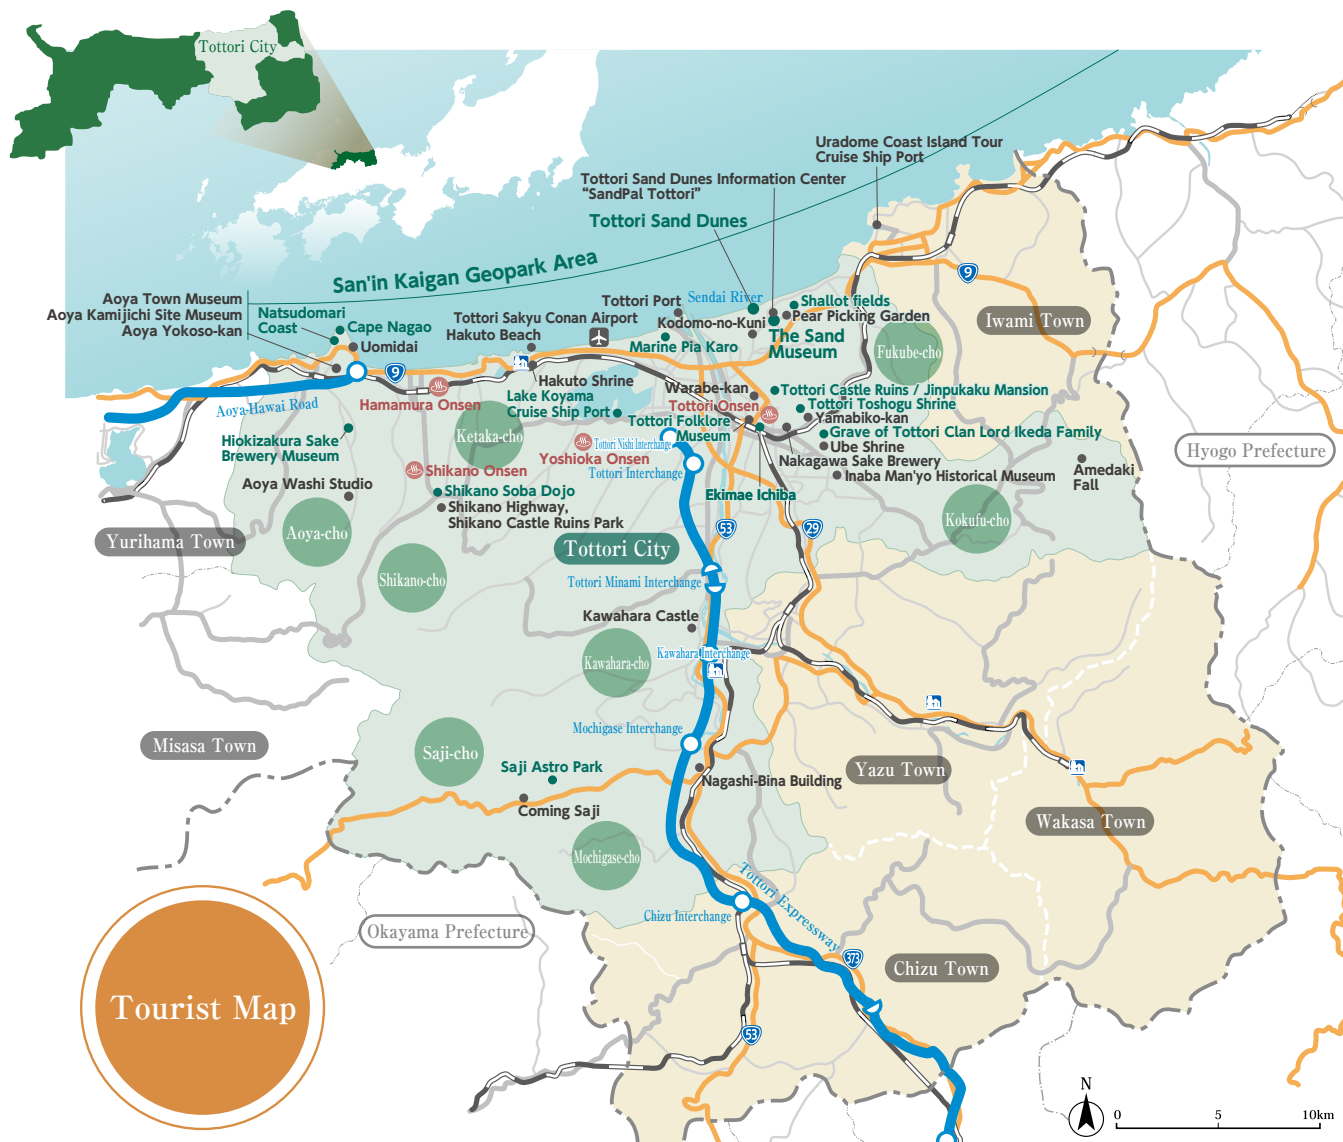 Tottori City
Uradome Coast Island Tour
Cruise Ship Port
Tottori Sand Dunes Information Center
“SandPal Tottori”
Tottori Sand Dunes
San'in Kaigan Geopark Area
9
Aoya Town Museum
Aoya Kamijichi Site Museum
Aoya Yokoso-kan
Natsudomari
Coast
Cape Nagao
Uomidai
Tottori Sakyu Conan Airport
Hakuto Beach
Tottori Port
Sendai River
Kodomo-no-Kuni
Marine Pia Karo
Shallot fields
Pear Picking Garden
The Sand
Museum
Iwami Town
Fukube-cho
9
Aoya-Hawai Road
Hamamura Onsen
Hakuto Shrine
Lake Koyama
Cruise Ship Port
Warabe-kan
Tottori Onsen
Tottori Folklore
Museum
Tottori Castle Ruins / Jinpukaku Mansion
Tottori Toshogu Shrine
Yamabiko-kan
Grave of Tottori Clan Lord Ikeda Family
Ube Shrine
Nakagawa Sake Brewery
Inaba Man'yo Historical Museum
Amedaki
Fall
Hyogo Prefecture
Hiokizakura Sake
Brewery Museum
Ketaka-cho
Yoshioka Onsen
Tottori Nishi Interchange
Tottori Interchange
Ekimae Ichiba
Shikano Onsen
Aoya Washi Studio
Shikano Soba Dojo
Shikano Highway,
Shikano Castle Ruins Park
Yurihama Town
Aoya-cho
Tottori City
53
29
Kokufu-cho
Shikano-cho
Tottori Minami Interchange
Kawahara Castle
Kawahara-cho
Kawahara Interchange
Mochigase Interchange
Misasa Town
Saji-cho
Saji Astro Park
Coming Saji
Nagashi-Bina Building
Yazu Town
Wakasa Town
Mochigase-cho
Tottori Expressway
Chizu Interchange
Okayama Prefecture
373
Chizu Town
53
Tourist Map
N
0
5
10km